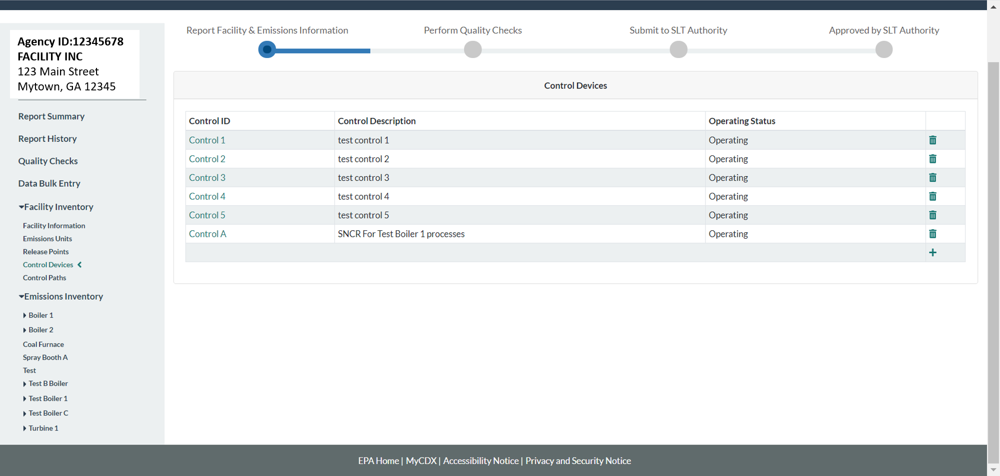 Agency ID:12345678
FACILITY INC
123 Main Street
Mytown, GA 12345
Report Summary
Report History
Quality Checks
Data Bulk Entry
Facility Inventory
Facility Information
Emissions Units
Release Points
Control Devices
Control Paths
Emissions Inventory
Boiler 1
Boiler 2
Coal Furnace
Spray Booth A
Test
Test B Boiler
Test Boiler 1
Test Boiler C
Turbine 1
Report Facility & Emissions Information Perform Quality Checks Submit to SLT Authority Approved by SLT Authority
Control Devices
Control ID Control Description Operating Status
Control 1 test control 1 Operating
Control 2 test control 2 Operating
Control 3 test control 3 Operating
Control 4 test control 4 Operating
Control 5 test control 5 Operating
Control A SNCR For Test Boiler 1 processes Operating
EPA Home | MyCDX | Accessibility Notice | Privacy and Security Notice